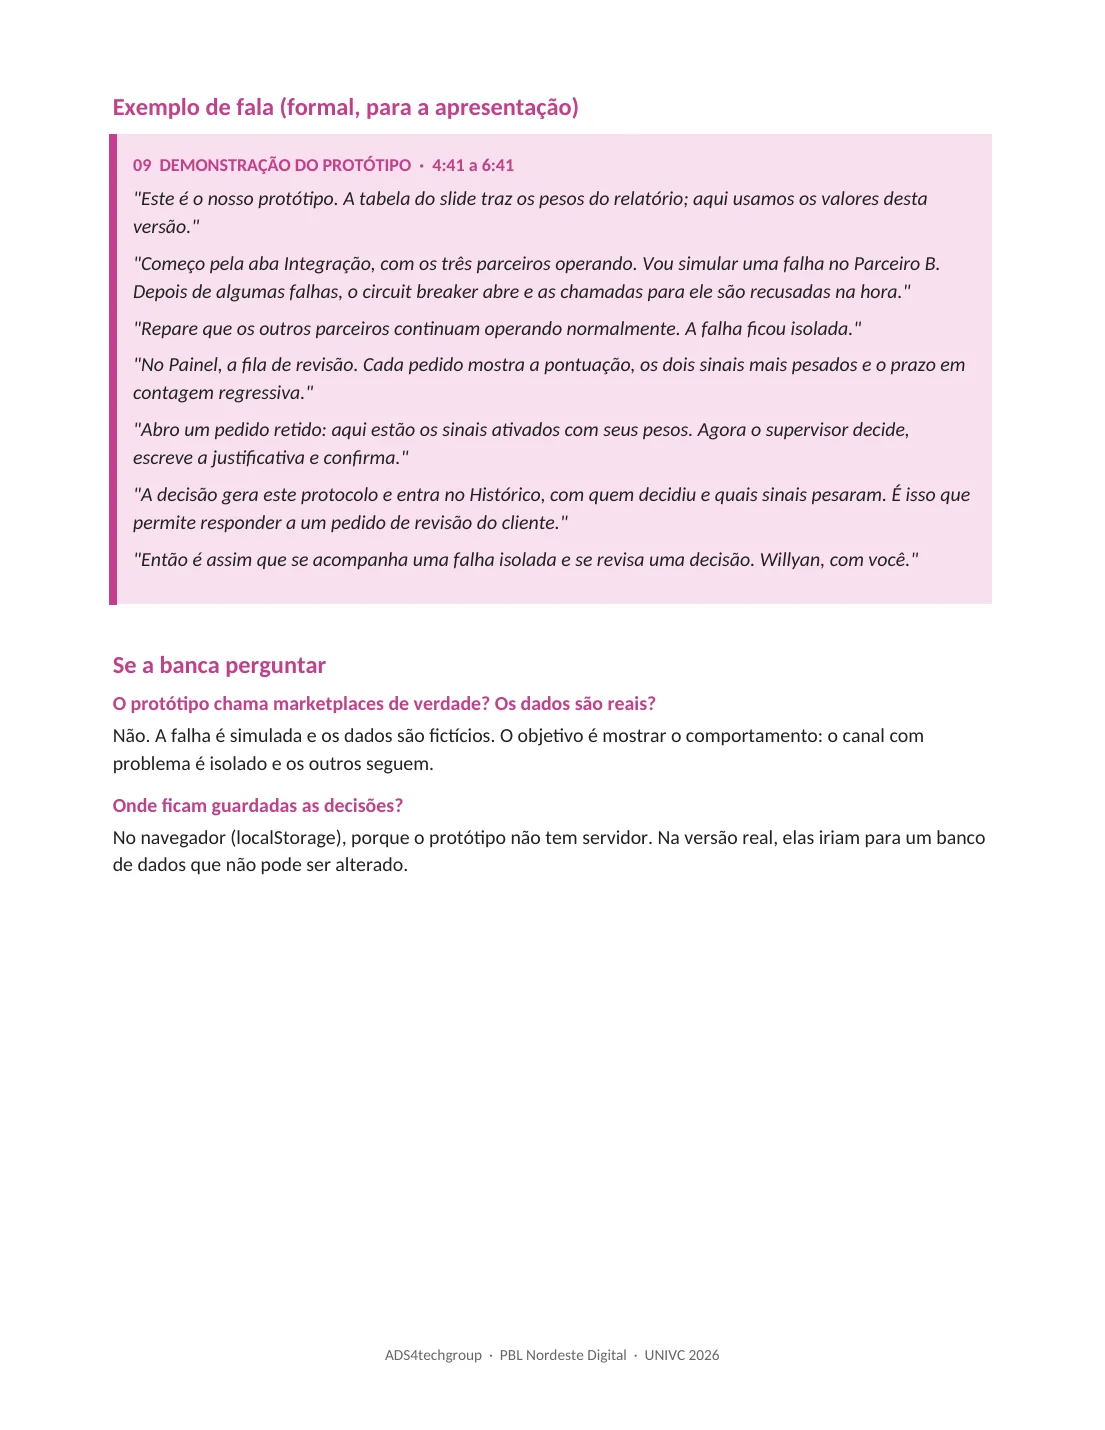 Exemplo de fala (formal, para a apresentação)
09 DEMONSTRAÇÃO DO PROTÓTIPO · 4:41 a 6:41
"Este é o nosso protótipo. A tabela do slide traz os pesos do relatório; aqui usamos os valores desta
versão."
"Começo pela aba Integração, com os três parceiros operando. Vou simular uma falha no Parceiro B.
Depois de algumas falhas, o circuit breaker abre e as chamadas para ele são recusadas na hora."
"Repare que os outros parceiros continuam operando normalmente. A falha ficou isolada."
"No Painel, a fila de revisão. Cada pedido mostra a pontuação, os dois sinais mais pesados e o prazo em
contagem regressiva."
"Abro um pedido retido: aqui estão os sinais ativados com seus pesos. Agora o supervisor decide,
escreve a justificativa e confirma."
"A decisão gera este protocolo e entra no Histórico, com quem decidiu e quais sinais pesaram. É isso que
permite responder a um pedido de revisão do cliente."
"Então é assim que se acompanha uma falha isolada e se revisa uma decisão. Willyan, com você."
Se a banca perguntar
O protótipo chama marketplaces de verdade? Os dados são reais?
Não. A falha é simulada e os dados são fictícios. O objetivo é mostrar o comportamento: o canal com
problema é isolado e os outros seguem.
Onde ficam guardadas as decisões?
No navegador (localStorage), porque o protótipo não tem servidor. Na versão real, elas iriam para um banco
de dados que não pode ser alterado.
ADS4techgroup · PBL Nordeste Digital · UNIVC 2026